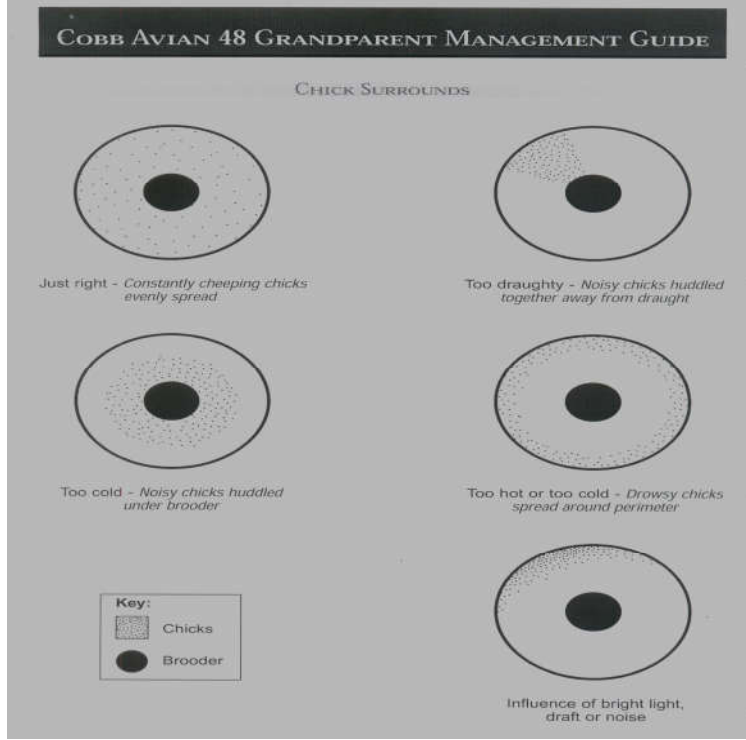 COBB AVIAN 48 GRANDPARENT MANAGEMENT GUIDE
CHICK SURROUNDS
Just right - Constantly cheeping chicks
evenly spread
Too draughty - Noisy chicks huddled
together away from draught
Too cold - Noisy chicks huddled
under brooder
Too hot or too cold - Drowsy chicks
spread around perimeter
Key:
Chicks
Brooder
Influence of bright light,
draft or noise